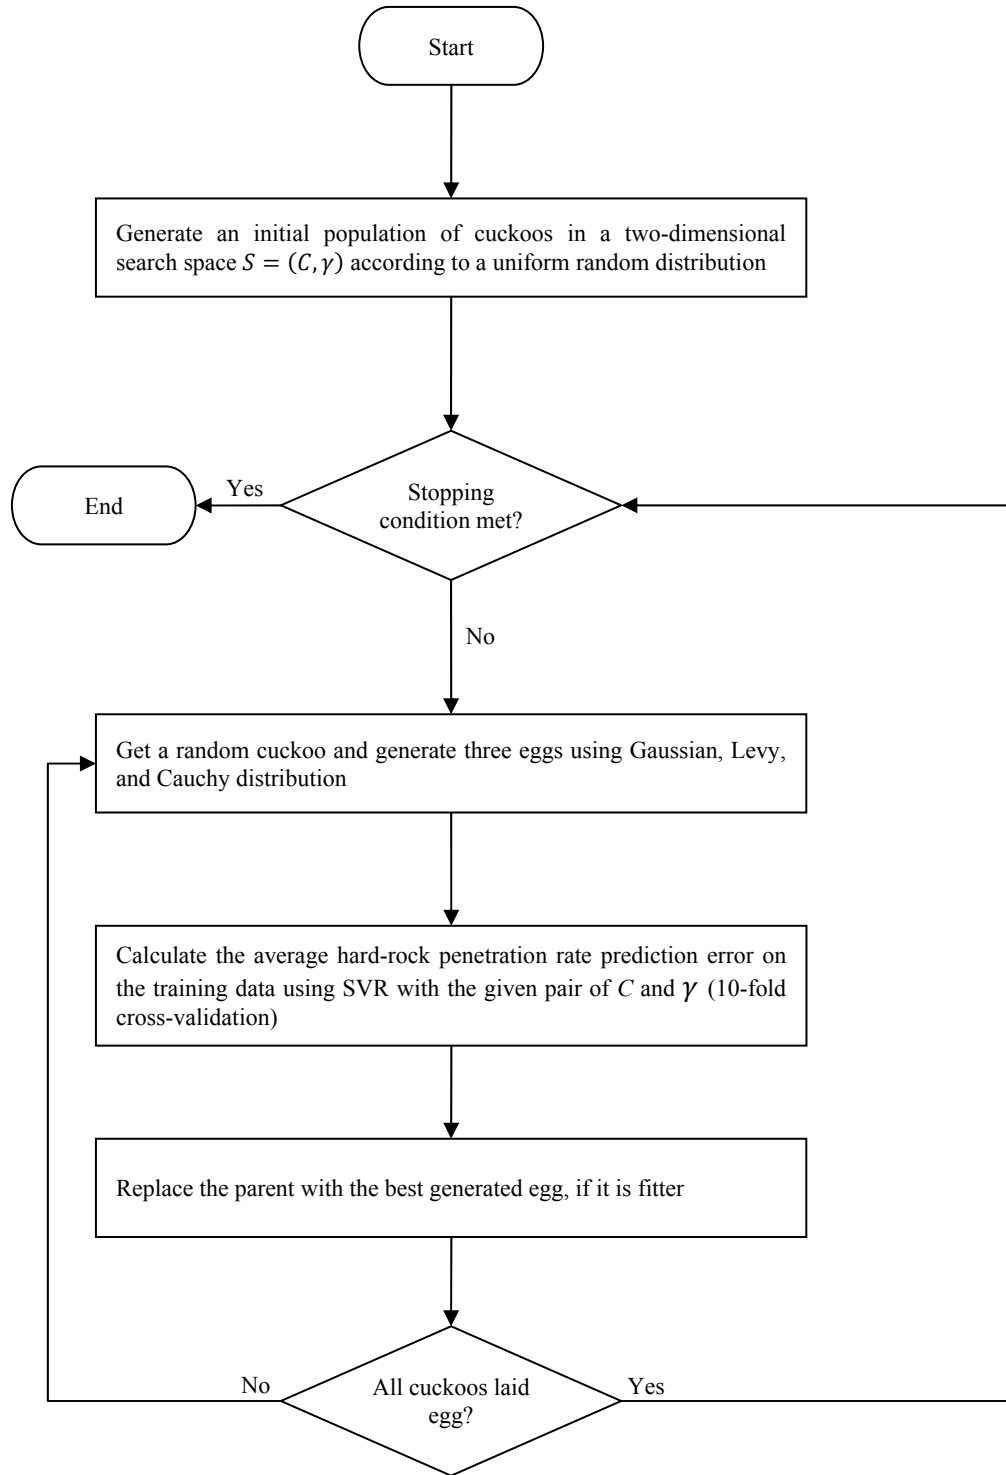 Start
Generate an initial population of cuckoos in a two-dimensional
search space S = (C, γ) according to a uniform random distribution
Stopping
condition met?
Yes
End
No
Get a random cuckoo and generate three eggs using Gaussian, Levy,
and Cauchy distribution
Calculate the average hard-rock penetration rate prediction error on
the training data using SVR with the given pair of C and γ (10-fold
cross-validation)
Replace the parent with the best generated egg, if it is fitter
All cuckoos laid
egg?
No
Yes